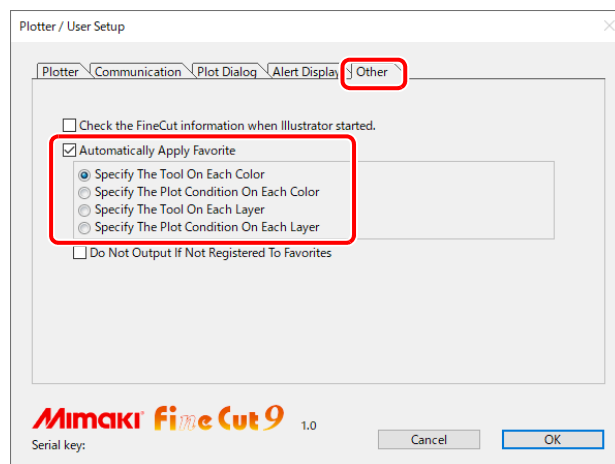 Plotter / User Setup
Plotter Communication Plot Dialog Alert Display Other
Check the FineCut information when Illustrator started.
Automatically Apply Favorite
Specify The Tool On Each Color
Specify The Plot Condition On Each Color
Specify The Tool On Each Layer
Specify The Plot Condition On Each Layer
Do Not Output If Not Registered To Favorites
Mimaki Fine Cut 9 1.0
Serial key:
Cancel OK